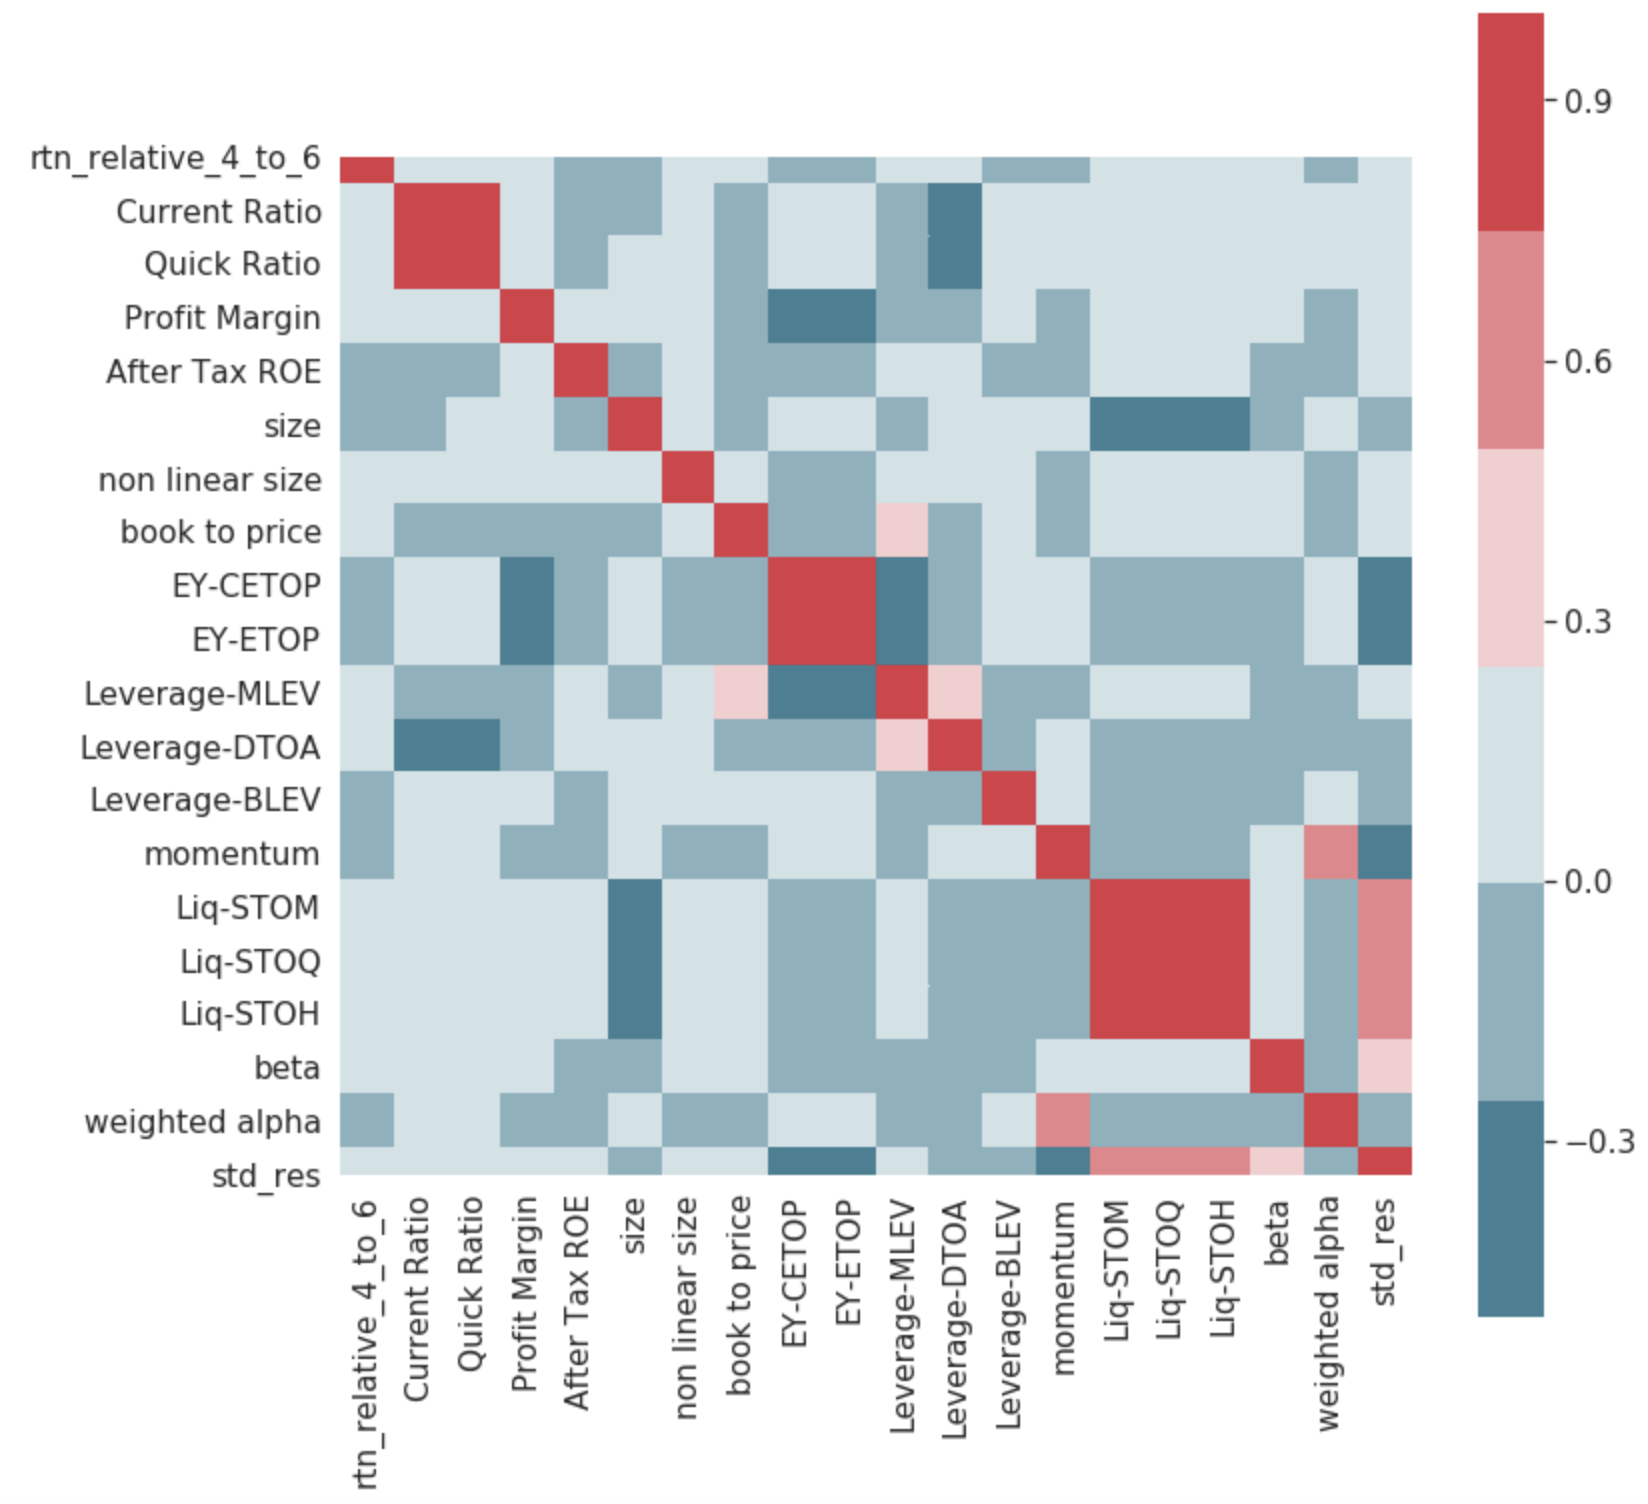 rtn_relative_4_to_6
Current Ratio
Quick Ratio
Profit Margin
After Tax ROE
size
non linear size
book to price
EY-CETOP
EY-ETOP
Leverage-MLEV
Leverage-DTOA
Leverage-BLEV
momentum
Liq-STOM
Liq-STOQ
Liq-STOH
beta
weighted alpha
std_res
rtn_relative_4_to_6
Current Ratio
Quick Ratio
Profit Margin
After Tax ROE
size
non linear size
book to price
EY-CETOP
EY-ETOP
Leverage-MLEV
Leverage-DTOA
Leverage-BLEV
momentum
Liq-STOM
Liq-STOQ
Liq-STOH
beta
weighted alpha
std_res
0.9
0.6
0.3
0.0
−0.3